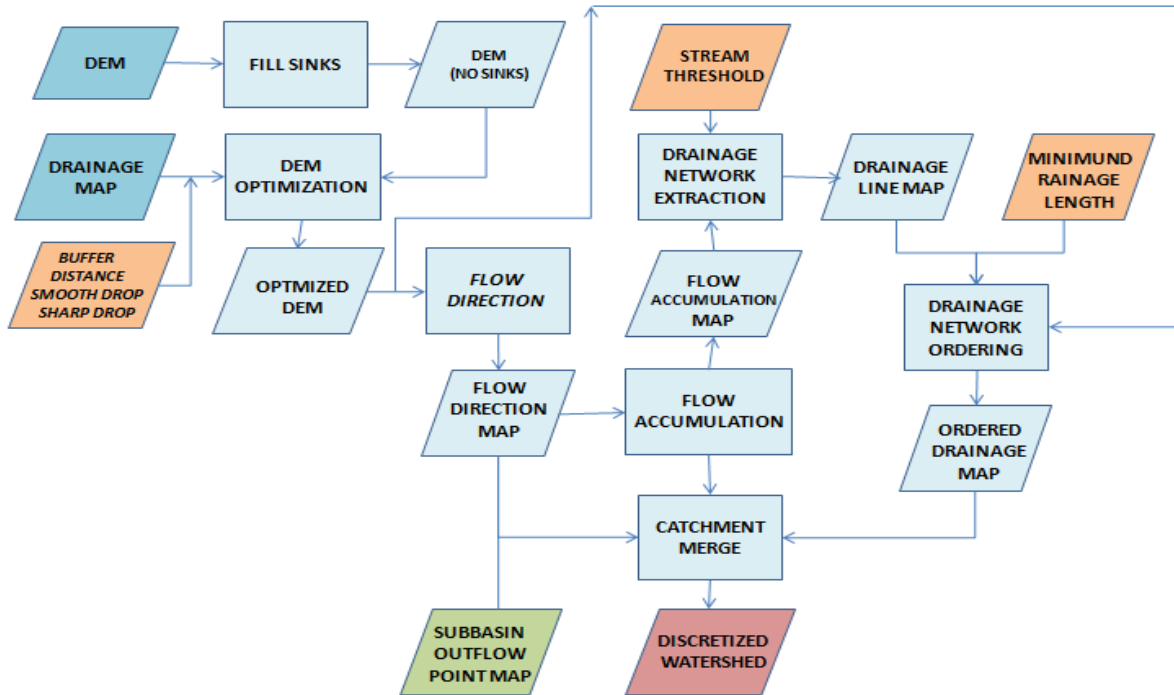 DEM
FILL SINKS
DEM
(NO SINKS)
STREAM
THRESHOLD
DRAINAGE
MAP
DEM
OPTIMIZATION
DRAINAGE
NETWORK
EXTRACTION
DRAINAGE
LINE MAP
MINIMUND
RAINAGE
LENGTH
BUFFER
DISTANCE
SMOOTH DROP
SHARP DROP
OPTIMIZED
DEM
FLOW
DIRECTION
FLOW
ACCUMULATION
MAP
DRAINAGE
NETWORK
ORDERING
FLOW
DIRECTION
MAP
FLOW
ACCUMULATION
ORDERED
DRAINAGE
MAP
CATCHMENT
MERGE
SUBBASIN
OUTFLOW
POINT MAP
DISCRETIZED
WATERSHED